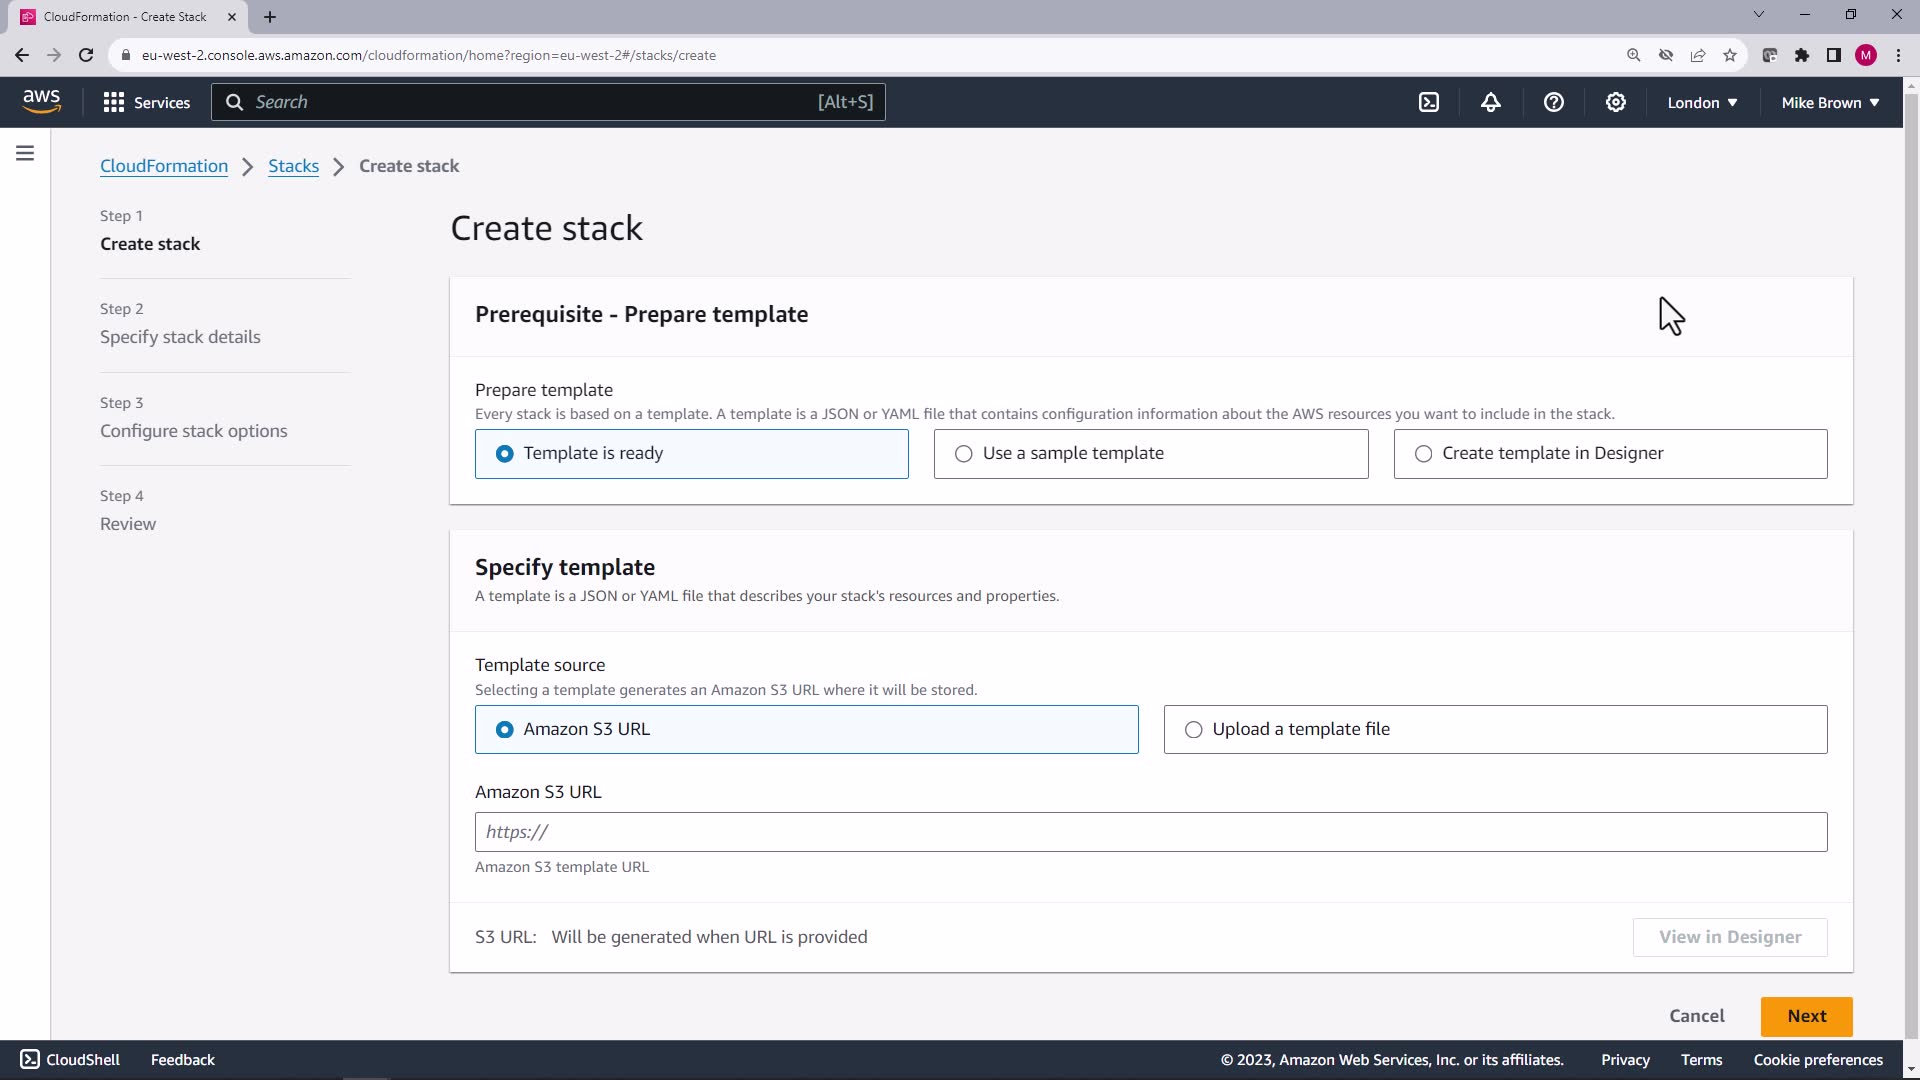 CloudFormation - Create Stack
eu-west-2.console.aws.amazon.com/cloudformation/home?region=eu-west-2#/stacks/create
M
aws
Services
Search
[Alt+S]
London
Mike Brown
CloudFormation
Stacks
Create stack
Step 1
Create stack
Step 2
Specify stack details
Step 3
Configure stack options
Step 4
Review
Create stack
Prerequisite - Prepare template
Prepare template
Every stack is based on a template. A template is a JSON or YAML file that contains configuration information about the AWS resources you want to include in the stack.
Template is ready
Use a sample template
Create template in Designer
Specify template
A template is a JSON or YAML file that describes your stack's resources and properties.
Template source
Selecting a template generates an Amazon S3 URL where it will be stored.
Amazon S3 URL
Upload a template file
Amazon S3 URL
https://
Amazon S3 template URL
S3 URL: Will be generated when URL is provided
View in Designer
Cancel
Next
CloudShell
Feedback
© 2023, Amazon Web Services, Inc. or its affiliates.
Privacy
Terms
Cookie preferences